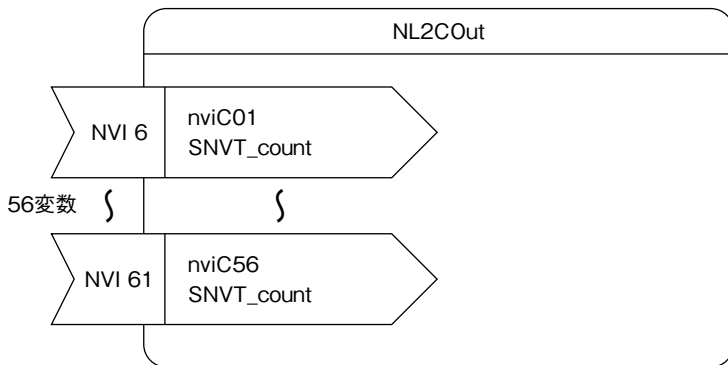 NL2COut
NVI 6
nviC01
SNVT_count
56変数
NVI 61
nviC56
SNVT_count